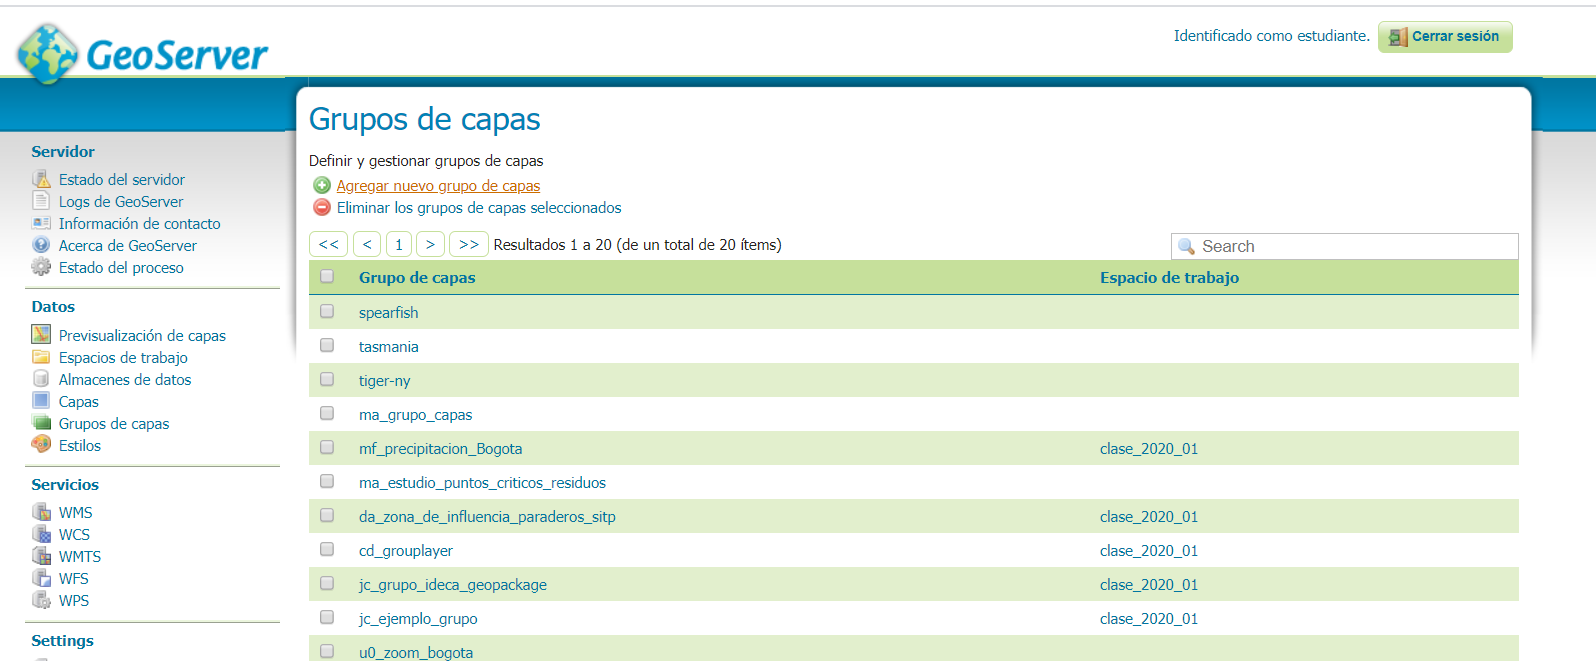 GeoServer
Identificado como estudiante. Cerrar sesión
Servidor
Estado del servidor
Logs de GeoServer
Información de contacto
Acerca de GeoServer
Estado del proceso
Datos
Previsualización de capas
Espacios de trabajo
Almacenes de datos
Capas
Grupos de capas
Estilos
Servicios
WMS
WCS
WMTS
WFS
WPS
Settings
Grupos de capas
Definir y gestionar grupos de capas
Agregar nuevo grupo de capas
Eliminar los grupos de capas seleccionados
<< < 1 > >> Resultados 1 a 20 (de un total de 20 ítems) Search
Grupo de capas Espacio de trabajo
spearfish
tasmania
tiger-ny
ma_grupo_capas
mf_precipitacion_Bogota clase_2020_01
ma_estudio_puntos_criticos_residuos
da_zona_de_influencia_paraderos_sitp clase_2020_01
cd_grouplayer clase_2020_01
jc_grupo_ideca_geopackage clase_2020_01
jc_ejemplo_grupo clase_2020_01
u0_zoom_bogota